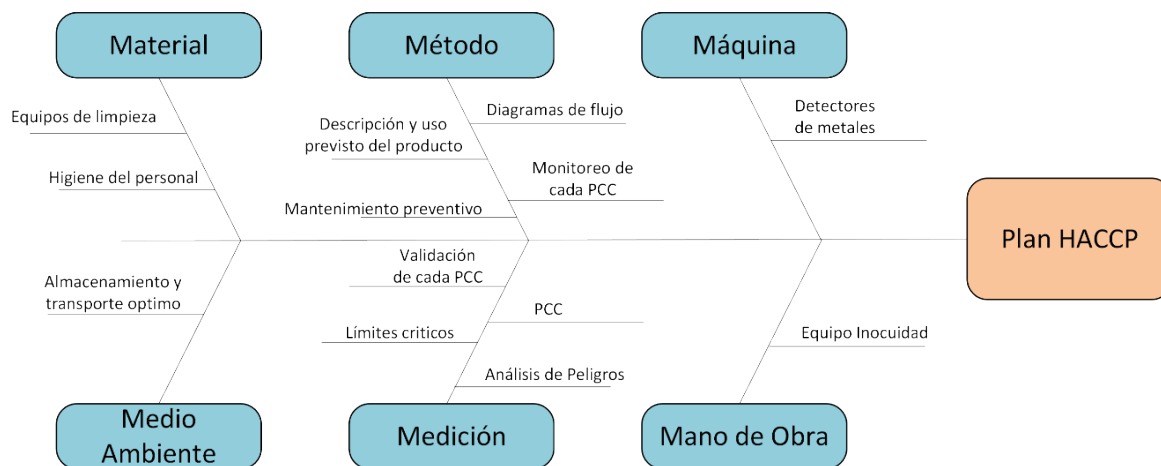 Material
Método
Máquina
Equipos de limpieza
Higiene del personal
Descripción y uso
previsto del producto
Diagramas de flujo
Monitoreo de
cada PCC
Mantenimiento preventivo
Detectores
de metales
Plan HACCP
Almacenamiento y
transporte optimo
Validación
de cada PCC
PCC
Límites criticos
Análisis de Peligros
Equipo Inocuidad
Medio
Ambiente
Medición
Mano de Obra